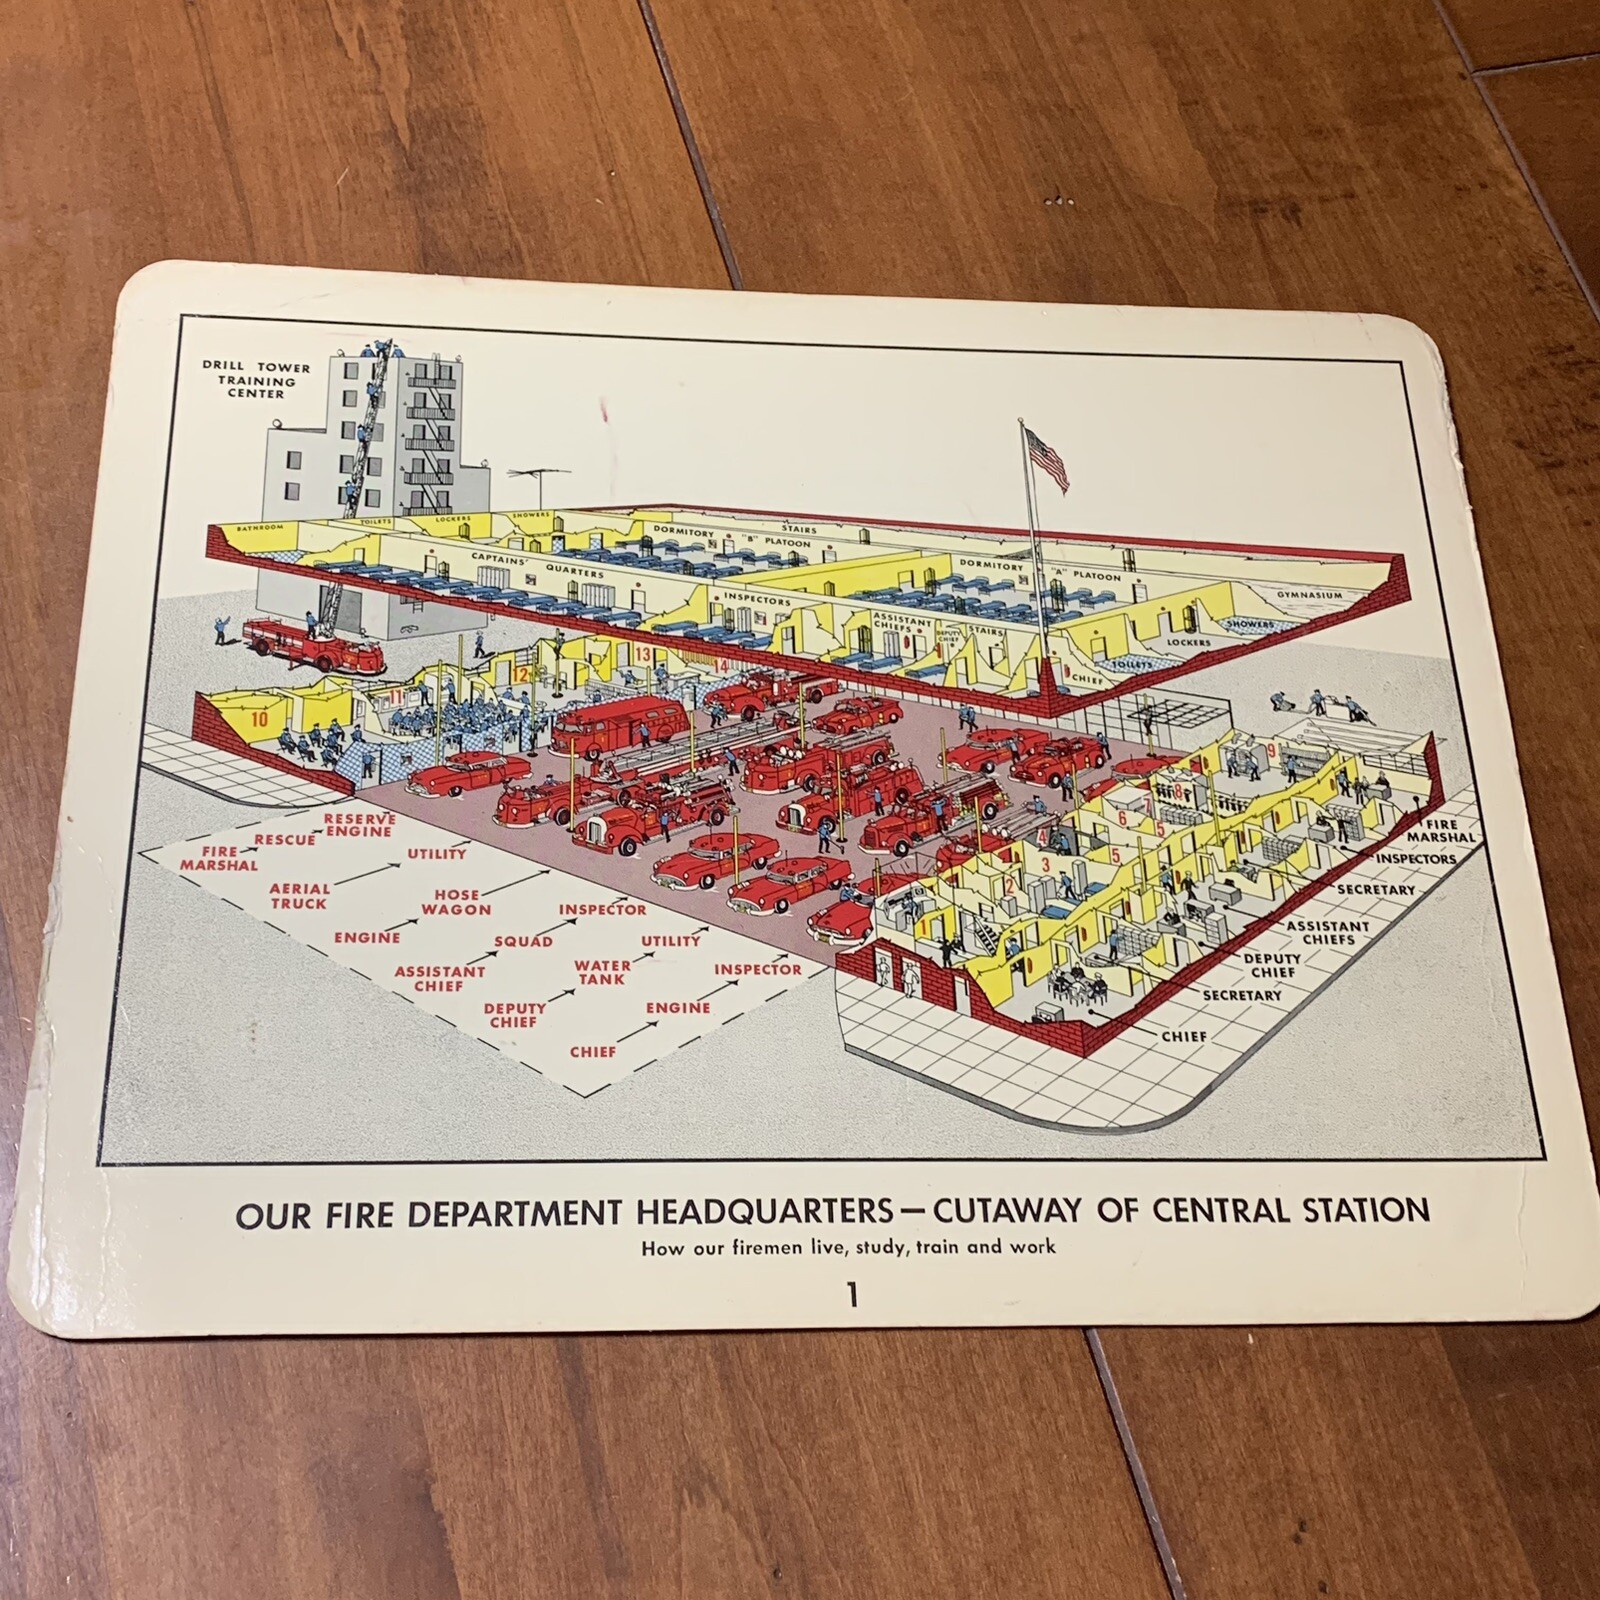 DRILL TOWER
TRAINING
CENTER
BATHROOM
TOILETS
LOCKERS
SHOWERS
CAPTAINS' QUARTERS
DORMITORY "B" PLATOON
STAIRS
INSPECTORS
DORMITORY "A" PLATOON
GYMNASIUM
ASSISTANT
CHIEFS
DEPUTY
CHIEF
STAIRS
SHOWERS
LOCKERS
TOILETS
CHIEF
10
11
12
13
14
9
8
7
6
5
4
5
3
2
1
RESERVE
ENGINE
RESCUE
FIRE
MARSHAL
UTILITY
AERIAL
TRUCK
HOSE
WAGON
ENGINE
INSPECTOR
SQUAD
ASSISTANT
CHIEF
UTILITY
WATER
TANK
DEPUTY
CHIEF
INSPECTOR
ENGINE
CHIEF
FIRE
MARSHAL
INSPECTORS
SECRETARY
ASSISTANT
CHIEFS
DEPUTY
CHIEF
SECRETARY
CHIEF
OUR FIRE DEPARTMENT HEADQUARTERS—CUTAWAY OF CENTRAL STATION
How our firemen live, study, train and work
1